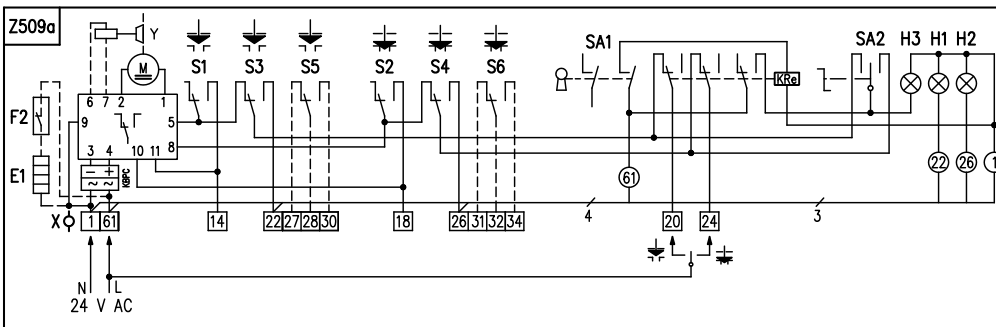 Z509a
Y
M
S1 S3 S5 S2 S4 S6
SA1 SA2 H3 H1 H2
KRe
6 7 2 1
F2
9 5
8
3 4 10 11
E1
− +
~ ~
KBPC
61 22 26 1
X 1 61 14 22 27 28 30 18 26 31 32 34 4 20 24 3
N L
24 V AC